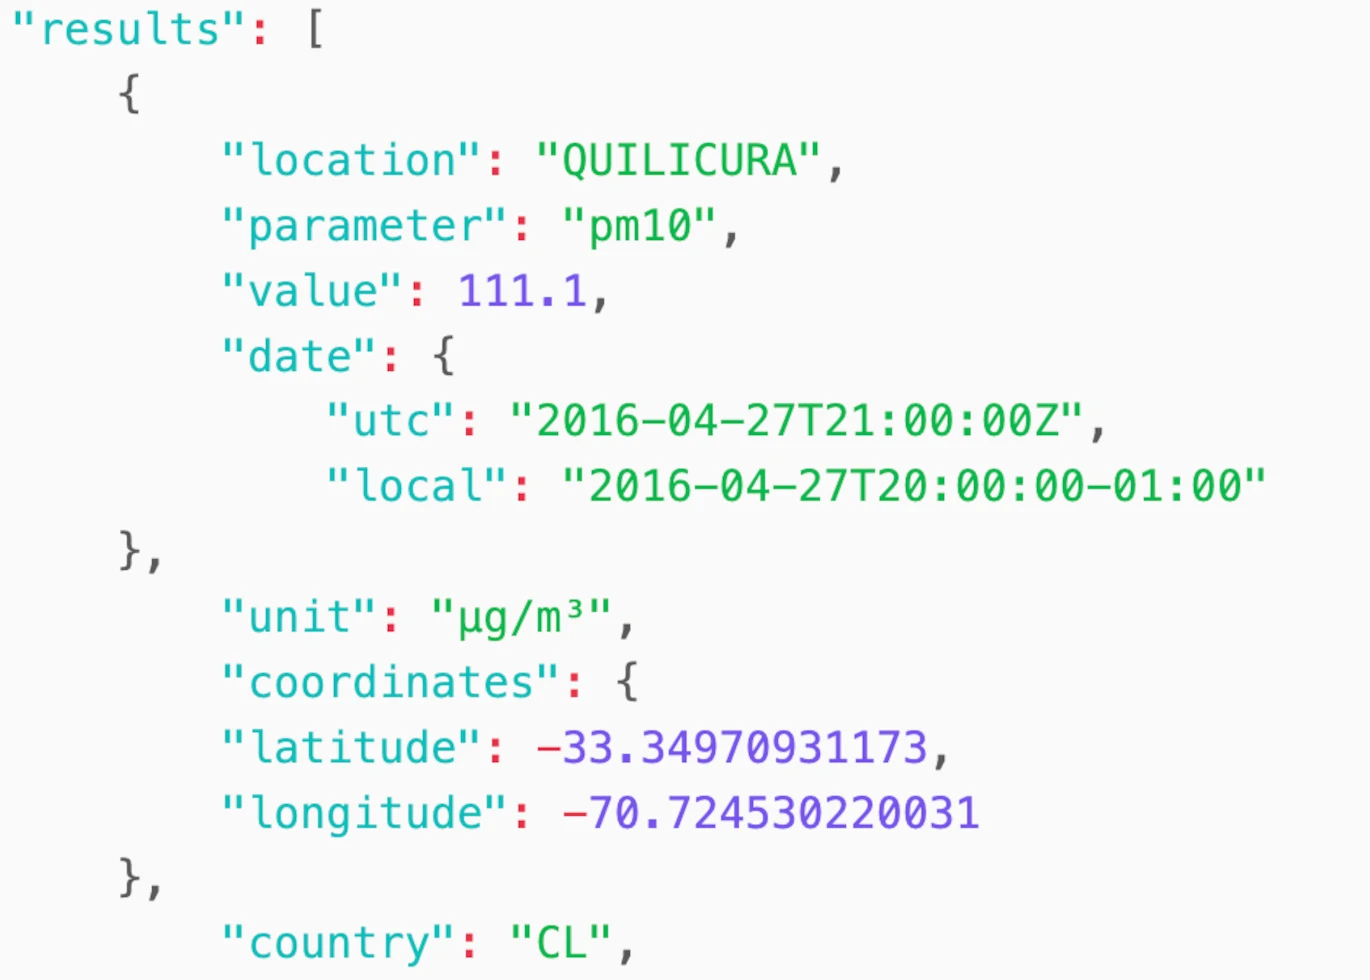 "results": [
{
"location": "QUILICURA",
"parameter": "pm10",
"value": 111.1,
"date": {
"utc": "2016-04-27T21:00:00Z",
"local": "2016-04-27T20:00:00-01:00"
},
"unit": "µg/m³",
"coordinates": {
"latitude": -33.34970931173,
"longitude": -70.724530220031
},
"country": "CL",